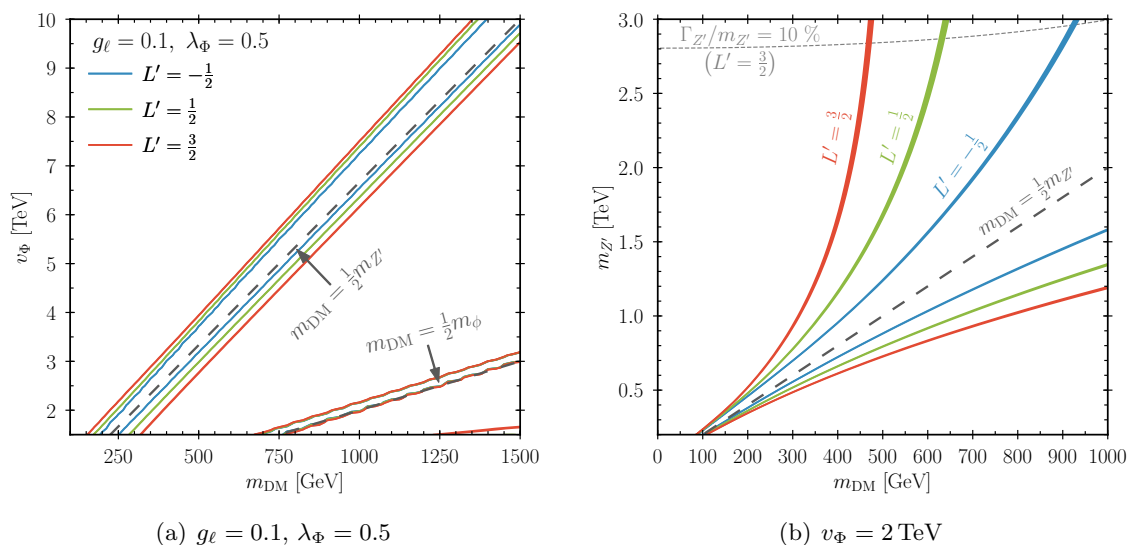 10
9
8
7
6
5
4
3
2
v_Φ [TeV]
g_ℓ = 0.1, λ_Φ = 0.5
L′ = −1/2
L′ = 1/2
L′ = 3/2
m_DM = 1/2 m_Z′
m_DM = 1/2 m_ϕ
250 500 750 1000 1250 1500
m_DM [GeV]
(a) g_ℓ = 0.1, λ_Φ = 0.5
3.0
2.5
2.0
1.5
1.0
0.5
m_Z′ [TeV]
Γ_Z′/m_Z′ = 10 %
(L′ = 3/2)
L′ = 3/2
L′ = 1/2
L′ = −1/2
m_DM = 1/2 m_Z′
0 100 200 300 400 500 600 700 800 900 1000
m_DM [GeV]
(b) v_Φ = 2 TeV